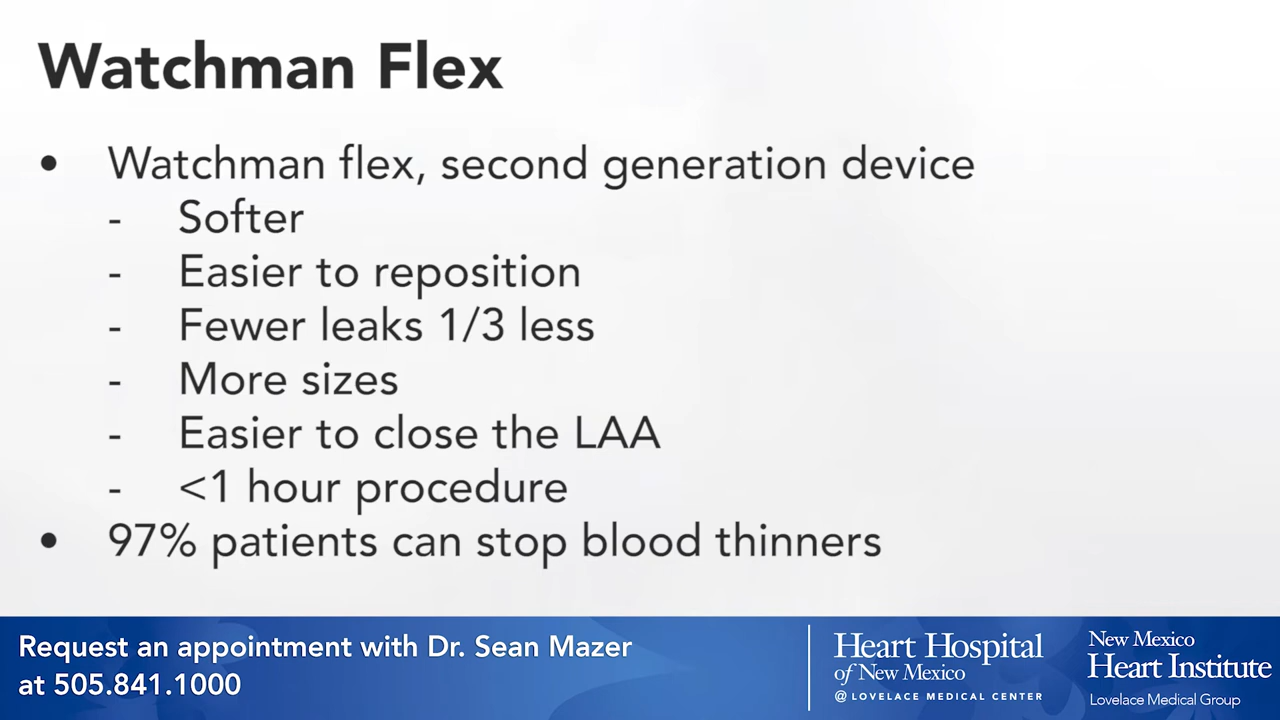 Watchman Flex
• Watchman flex, second generation device
- Softer
- Easier to reposition
- Fewer leaks 1/3 less
- More sizes
- Easier to close the LAA
- <1 hour procedure
• 97% patients can stop blood thinners
Request an appointment with Dr. Sean Mazer
at 505.841.1000
Heart Hospital
of New Mexico
@ LOVELACE MEDICAL CENTER
New Mexico
Heart Institute
Lovelace Medical Group